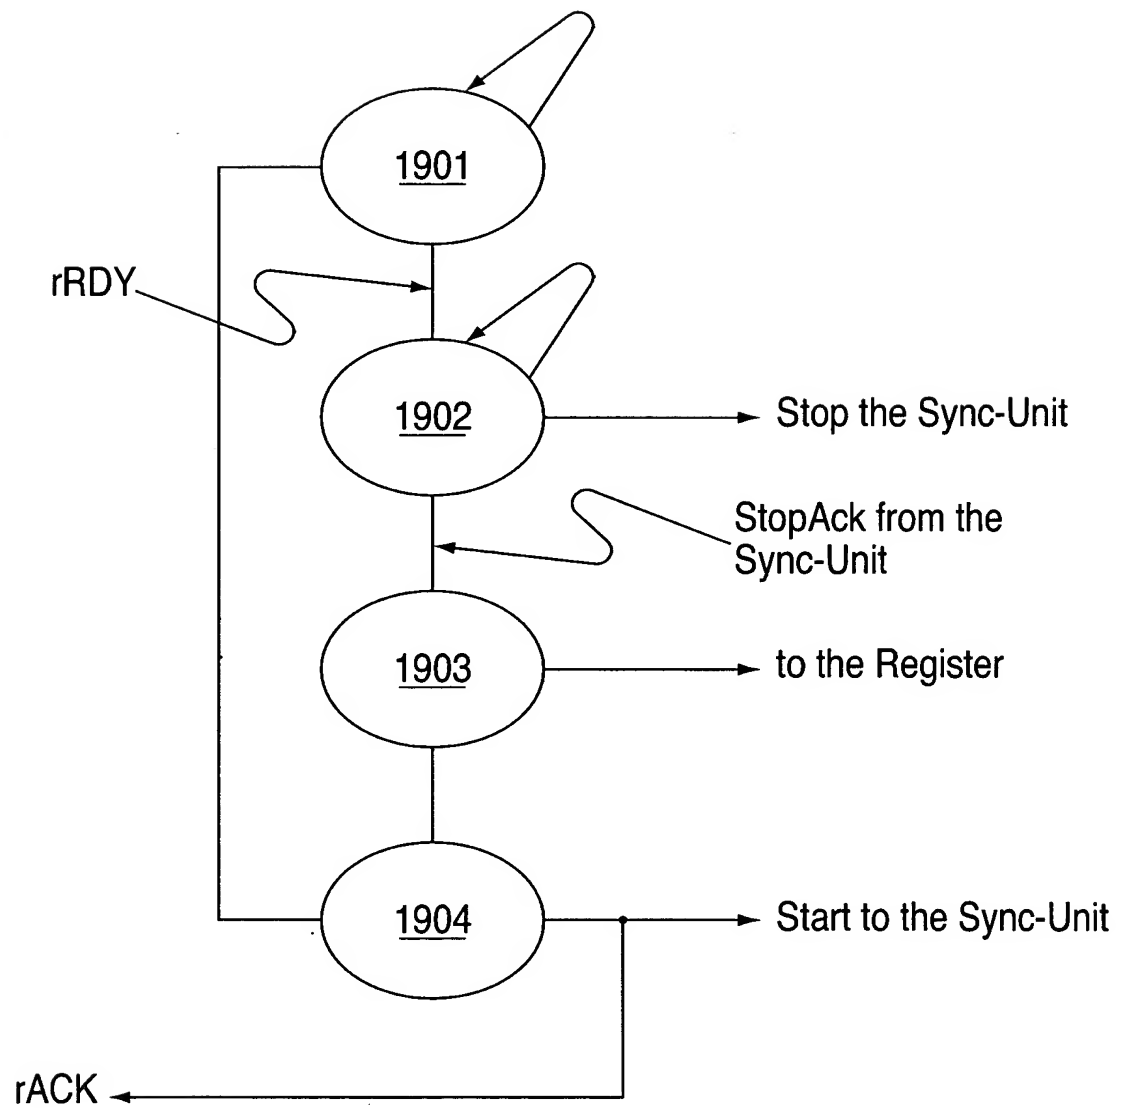 1901
rRDY
1902
Stop the Sync-Unit
StopAck from the
Sync-Unit
1903
to the Register
1904
Start to the Sync-Unit
rACK